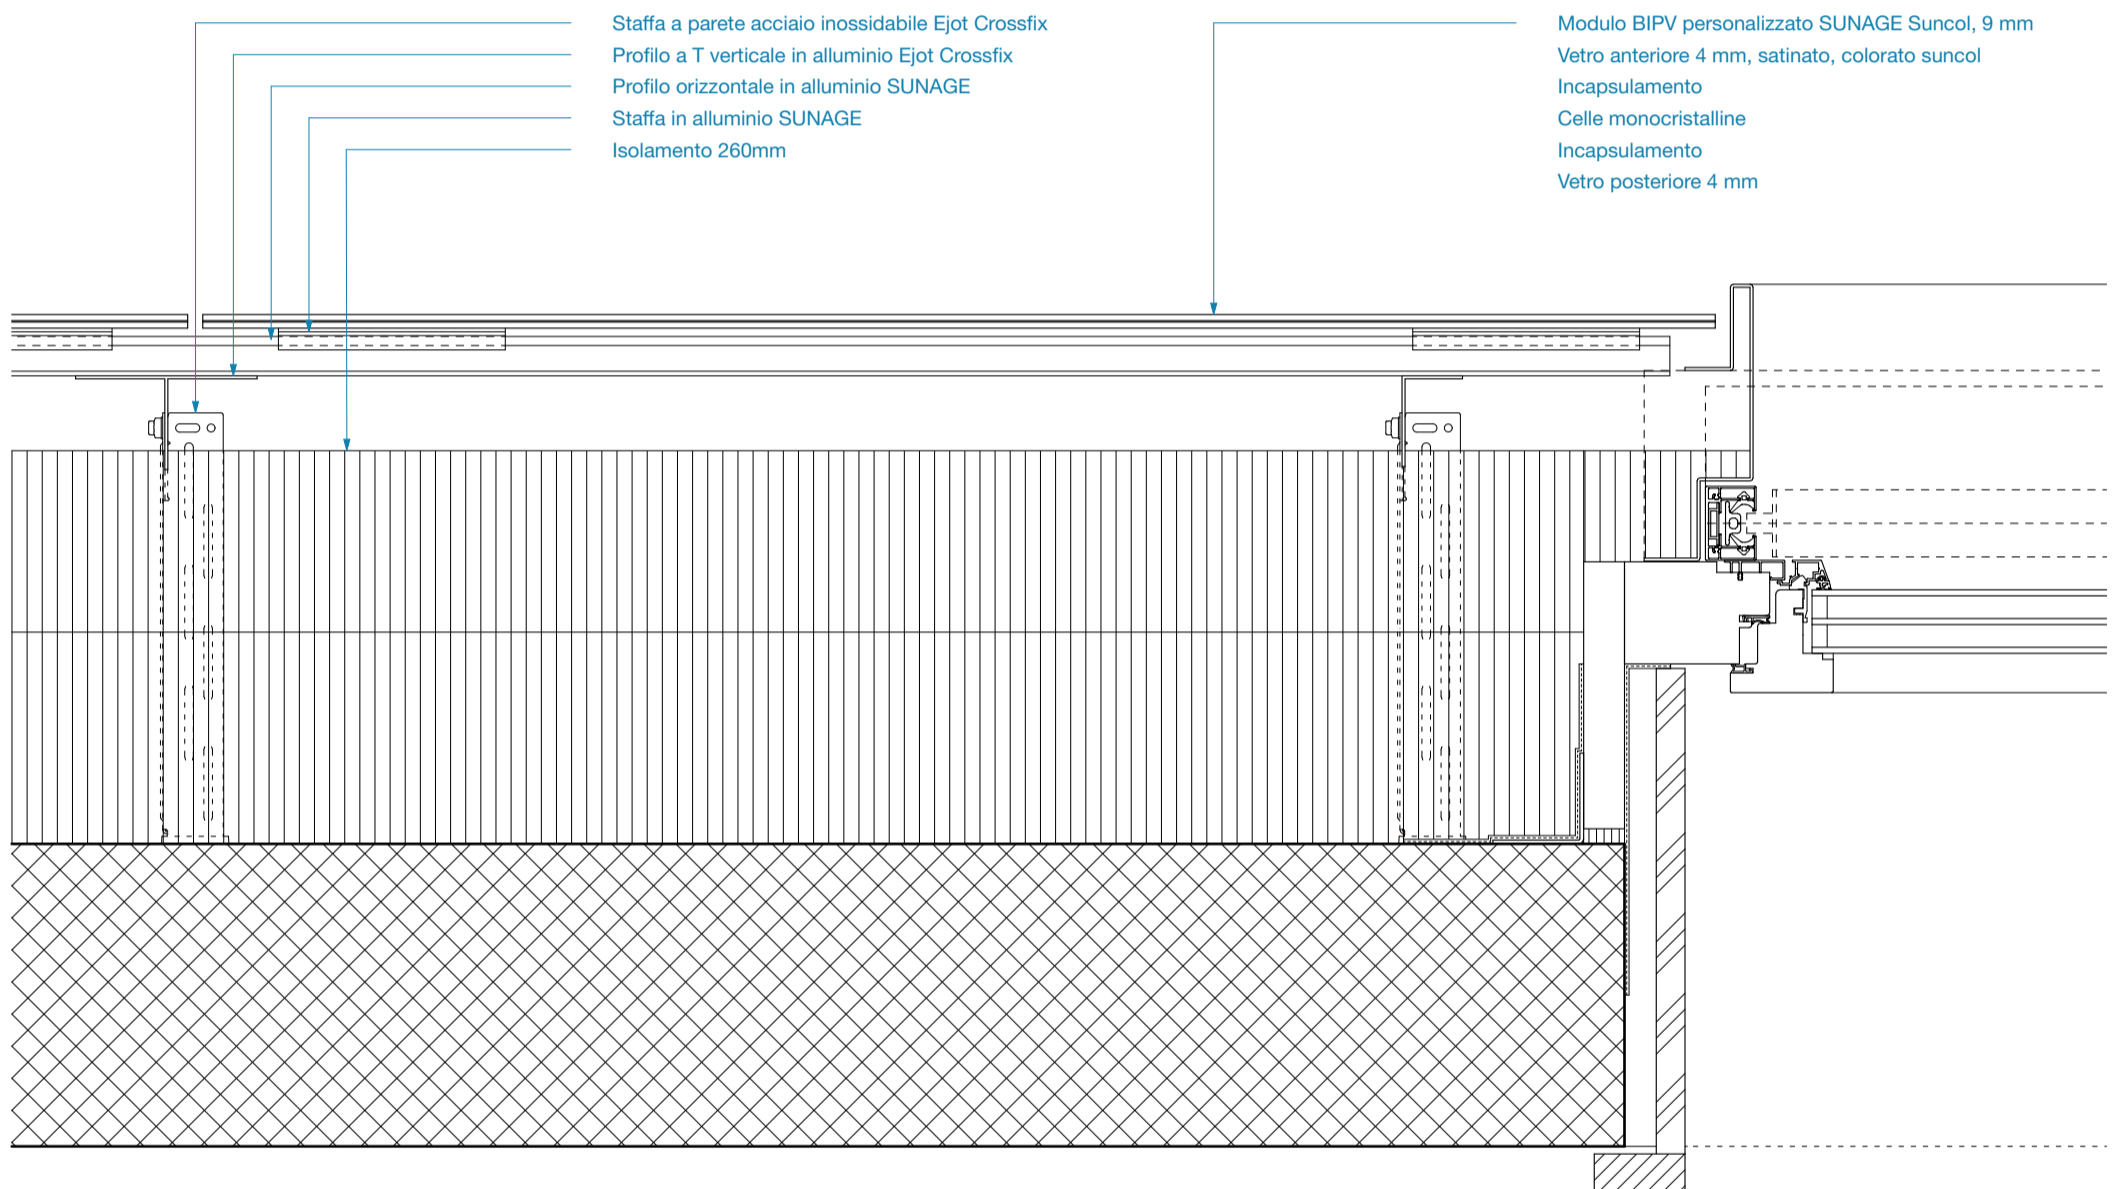 Staffa a parete acciaio inossidabile Ejot Crossfix
Profilo a T verticale in alluminio Ejot Crossfix
Profilo orizzontale in alluminio SUNAGE
Staffa in alluminio SUNAGE
Isolamento 260mm
Modulo BIPV personalizzato SUNAGE Suncol, 9 mm
Vetro anteriore 4 mm, satinato, colorato suncol
Incapsulamento
Celle monocristalline
Incapsulamento
Vetro posteriore 4 mm